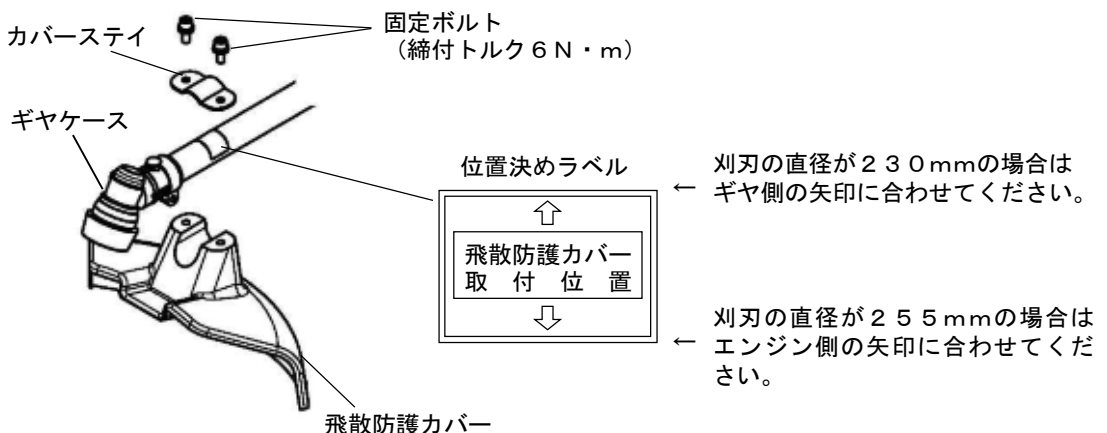 固定ボルト
（締付トルク６Ｎ・ｍ）
カバーステイ
ギヤケース
位置決めラベル
飛散防護カバー
取付位置
← 刈刃の直径が２３０ｍｍの場合は
ギヤ側の矢印に合わせてください。
← 刈刃の直径が２５５ｍｍの場合は
エンジン側の矢印に合わせてくだ
さい。
飛散防護カバー